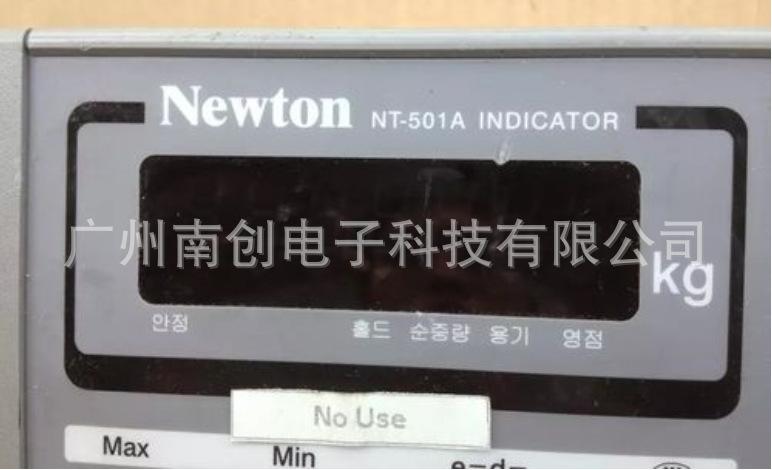 Newton NT-501A INDICATOR
广州南创电子科技有限公司
kg
안정 홀드 순중량 용기 영점
No Use
Max Min e=d=